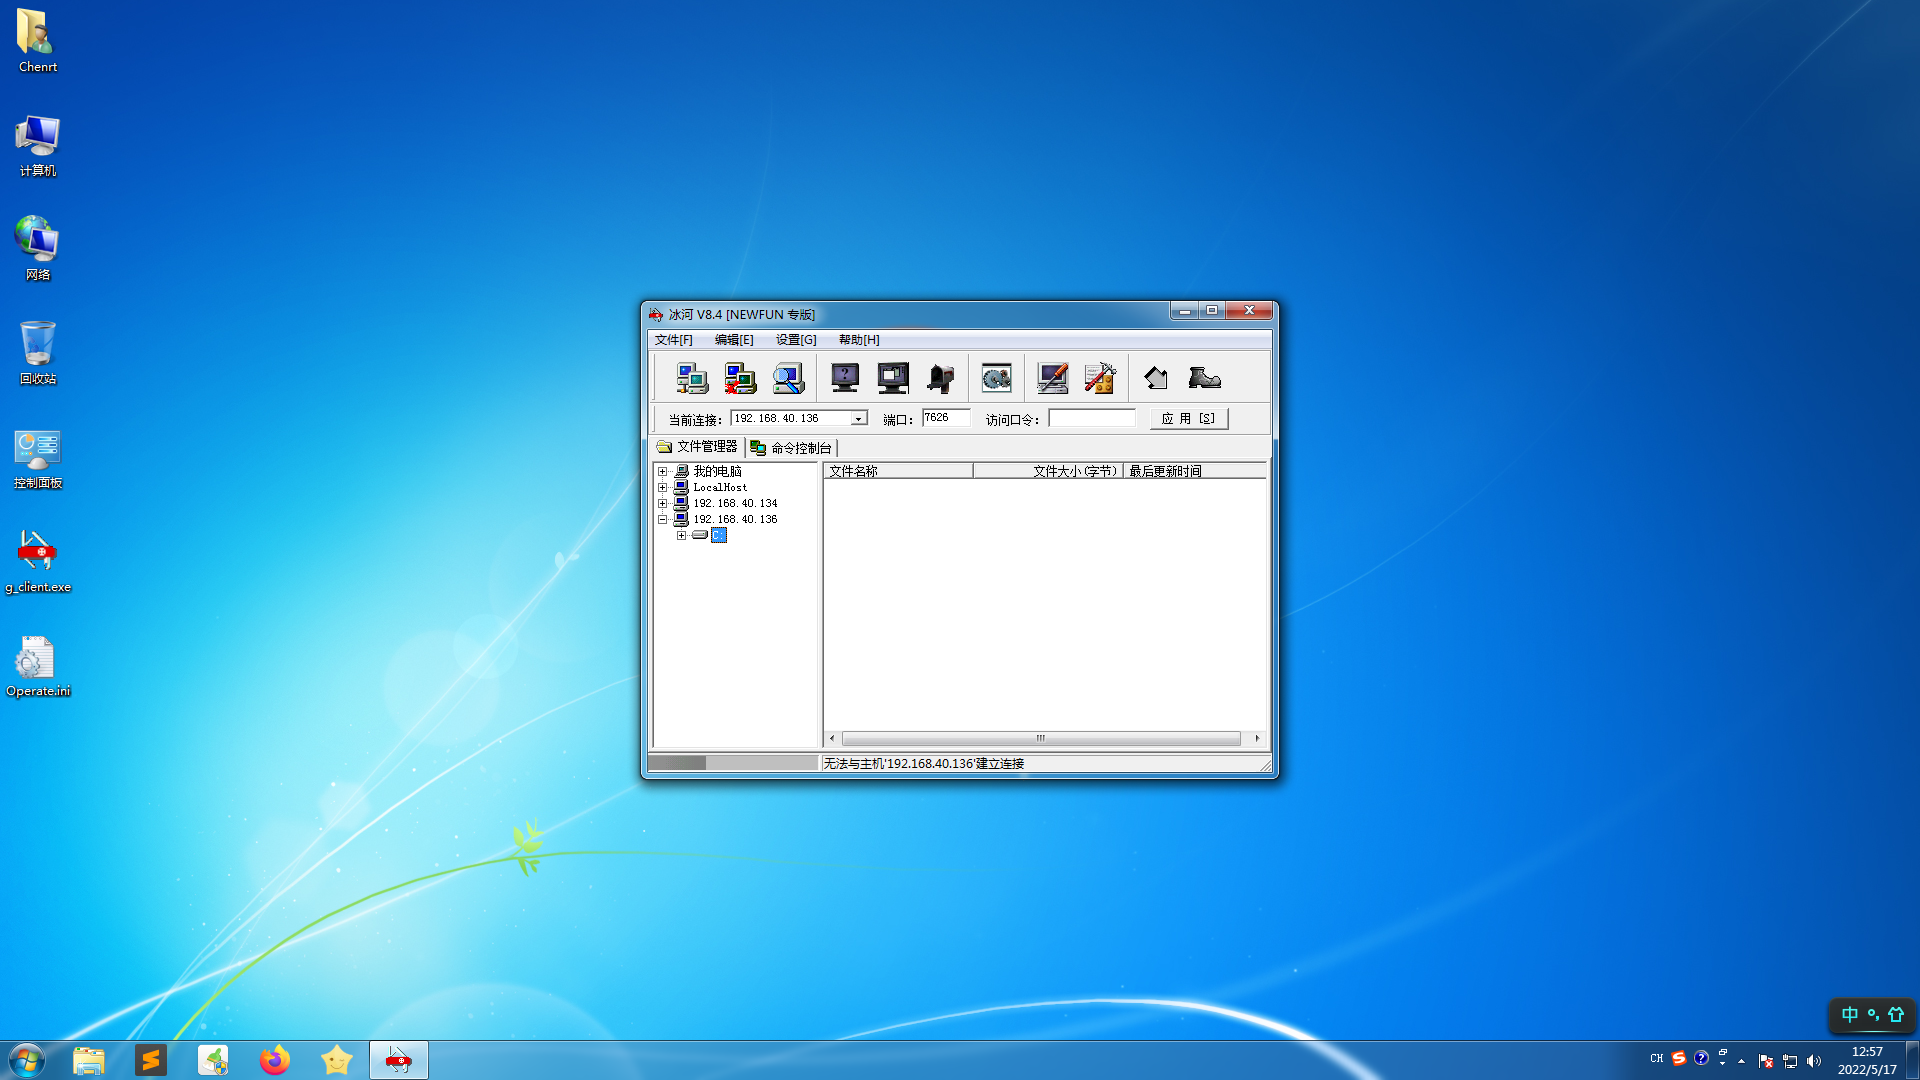 Chenrt
计算机
网络
回收站
控制面板
g_client.exe
Operate.ini
冰河 V8.4 [NEWFUN 专版]
文件[F] 编辑[E] 设置[G] 帮助[H]
当前连接: 192.168.40.136 端口: 7626 访问口令: 应 用 [S]
文件管理器 命令控制台
我的电脑
LocalHost
192.168.40.134
192.168.40.136
C:
文件名称 文件大小(字节) 最后更新时间
无法与主机'192.168.40.136'建立连接
中 °,
CH
12:57
2022/5/17